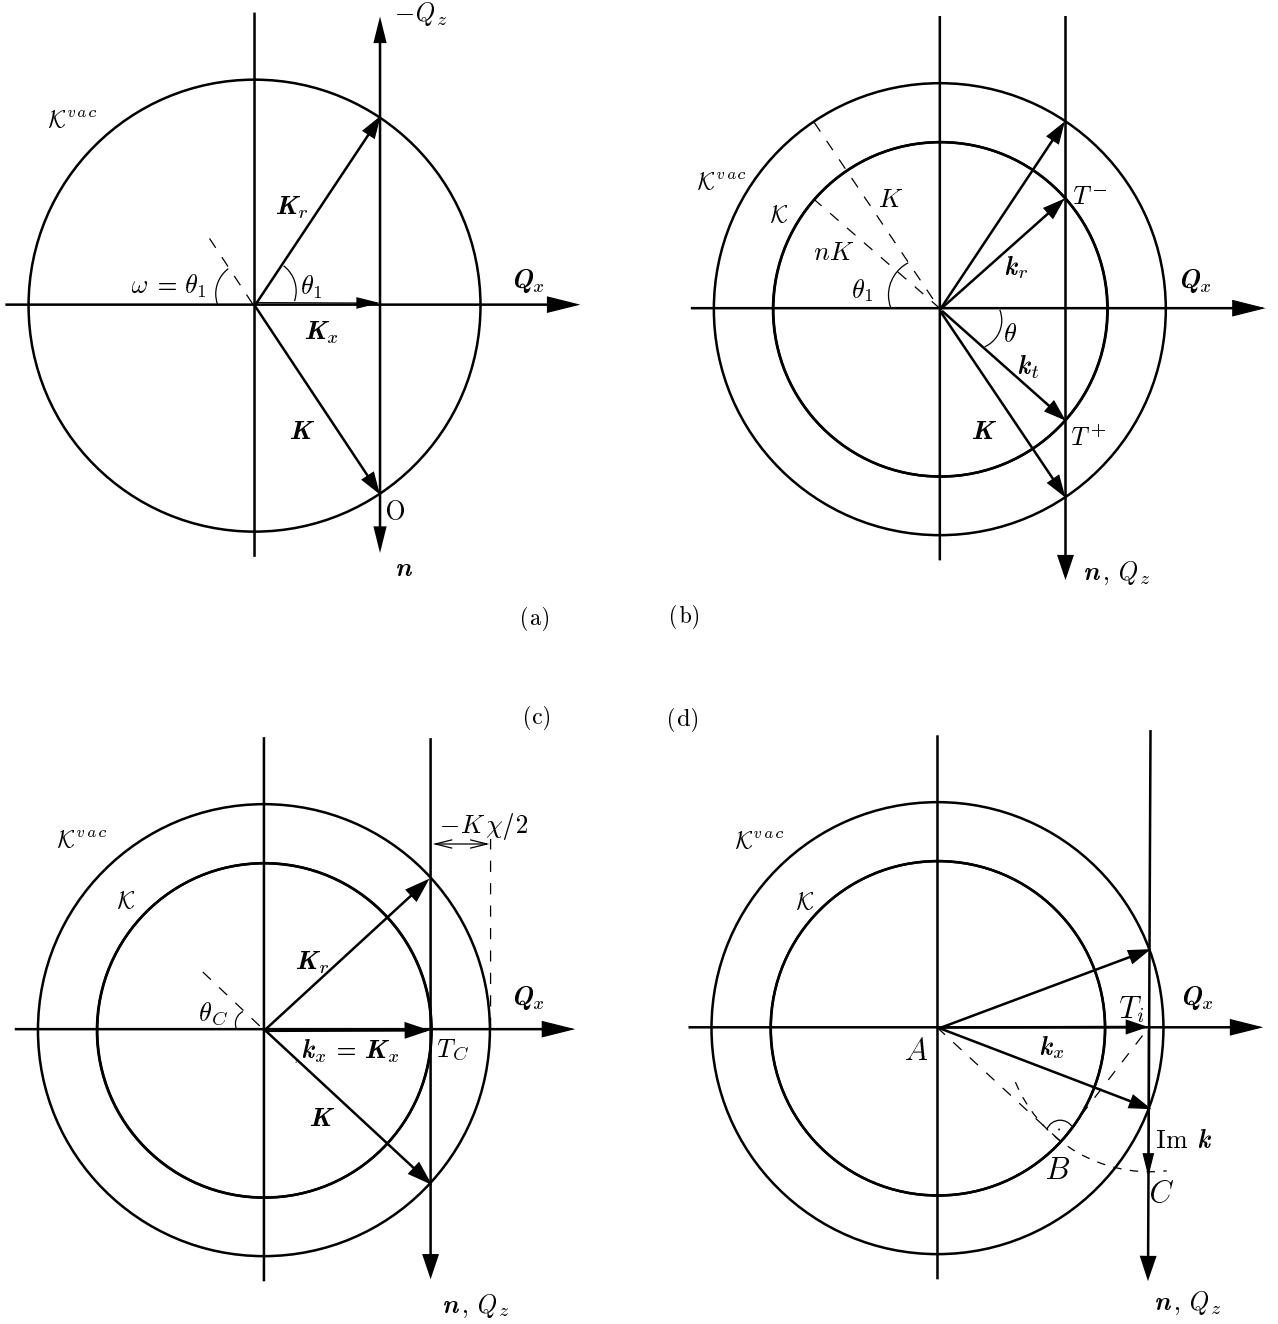 −Q_z
𝒦^{vac}
K_r
ω = θ_1
θ_1
Q_x
K_x
K
O
n
(a)
𝒦^{vac}
K
𝒦
T^−
nK
k_r
Q_x
θ_1
θ
k_t
K
T^+
n, Q_z
(b)
(c)
−Kχ/2
𝒦^{vac}
𝒦
K_r
Q_x
θ_C
k_x = K_x
T_C
K
n, Q_z
(d)
𝒦^{vac}
𝒦
T_i
Q_x
A
k_x
Im k
B
C
n, Q_z